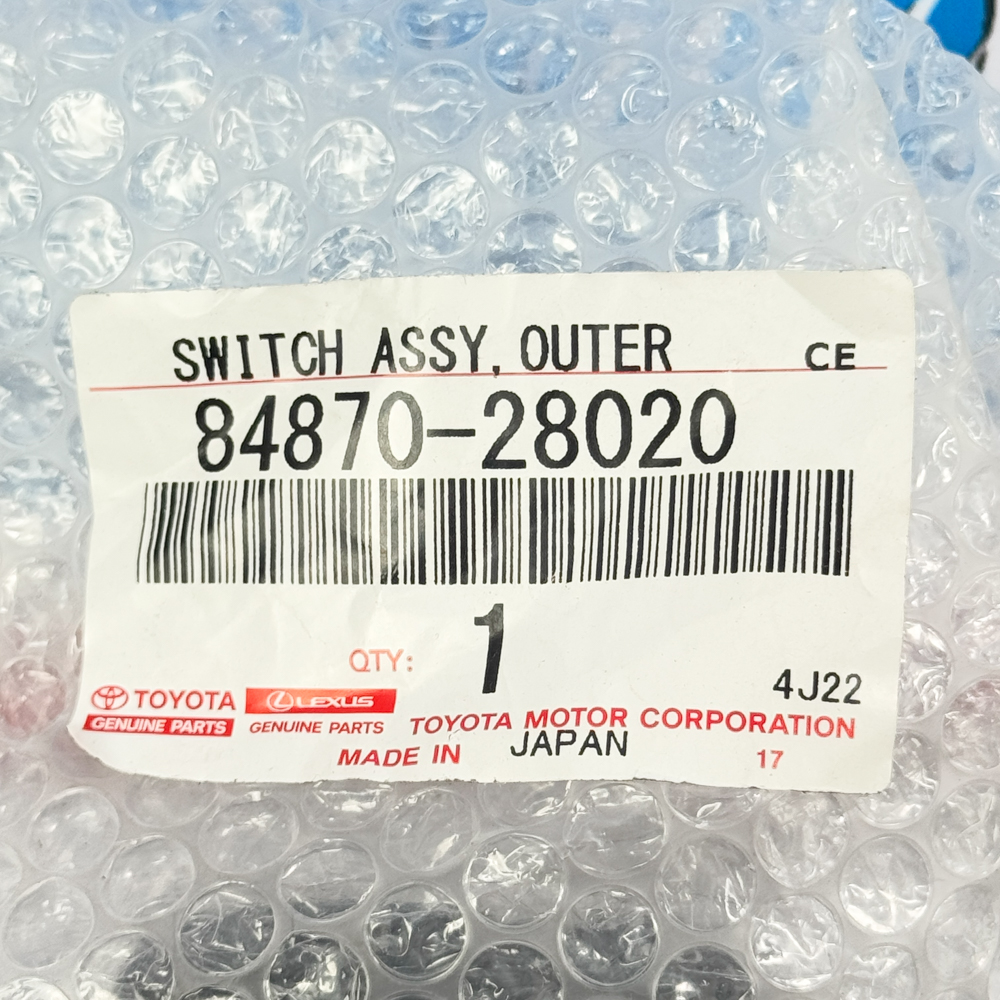 SWITCH ASSY, OUTER CE
84870-28020
QTY: 1
4J22
TOYOTA LEXUS
GENUINE PARTS GENUINE PARTS
TOYOTA MOTOR CORPORATION
MADE IN JAPAN 17